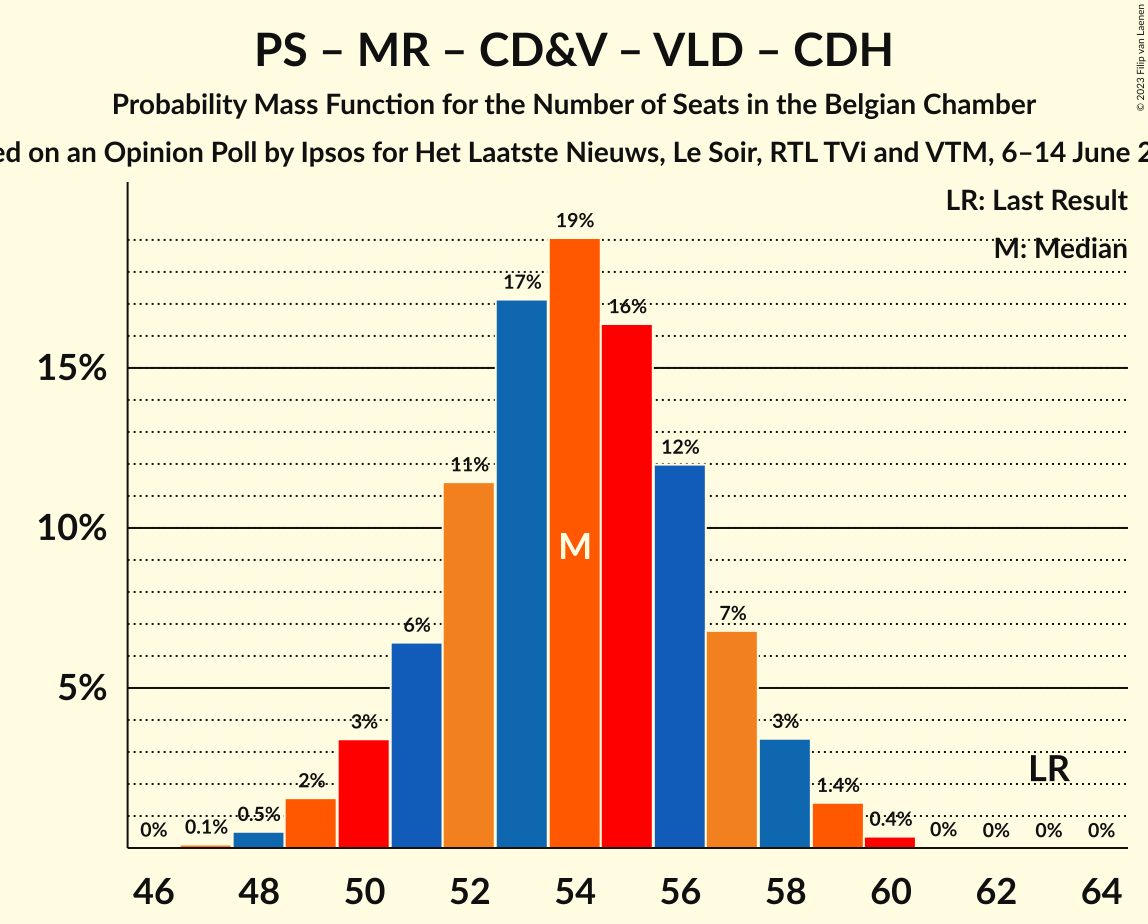 PS – MR – CD&V – VLD – CDH
Probability Mass Function for the Number of Seats in the Belgian Chamber
on an Opinion Poll by Ipsos for Het Laatste Nieuws, Le Soir, RTL TVi and VTM, 6–14 June
© 2023 Filip van Laenen
LR: Last Result
M: Median
19%
17%
16%
15%
12%
11%
10%
M
7%
6%
5%
3%
3%
LR
2%
1.4%
0.5%
0.4%
0%
0.1%
0%
0%
0%
0%
46 48 50 52 54 56 58 60 62 64